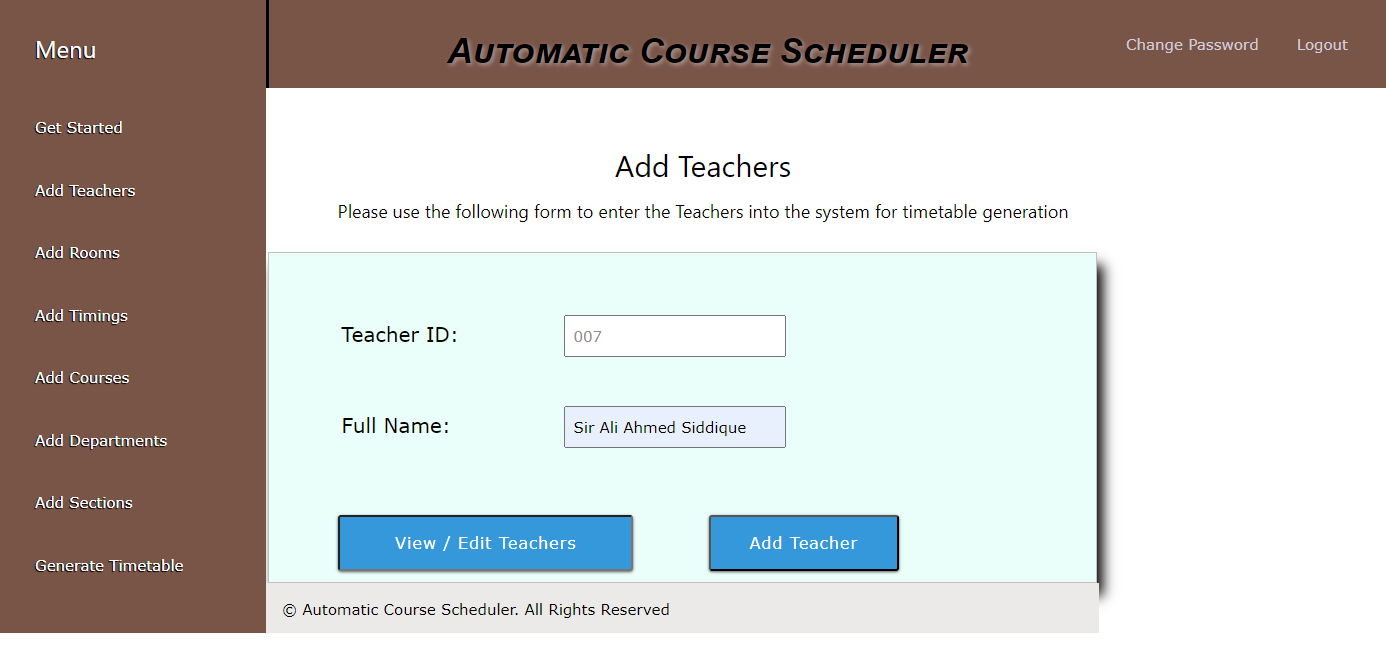 Menu
Automatic Course Scheduler
Change Password
Logout
Get Started
Add Teachers
Add Rooms
Add Timings
Add Courses
Add Departments
Add Sections
Generate Timetable
Add Teachers
Please use the following form to enter the Teachers into the system for timetable generation
Teacher ID: 007
Full Name: Sir Ali Ahmed Siddique
View / Edit Teachers
Add Teacher
© Automatic Course Scheduler. All Rights Reserved